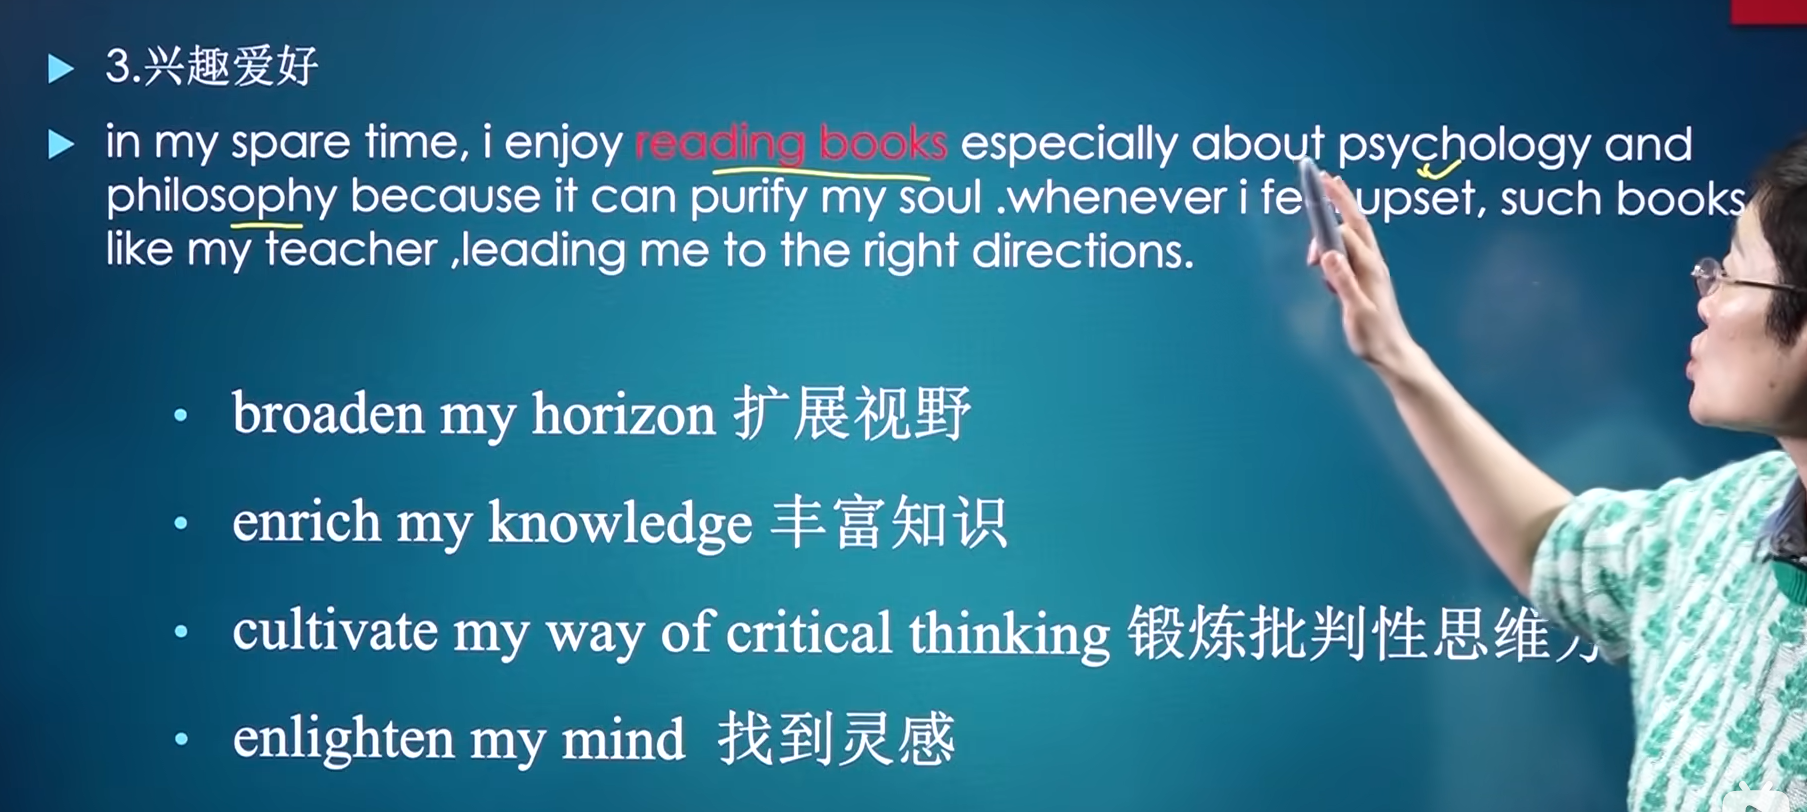 3.兴趣爱好
in my spare time, i enjoy reading books especially about psychology and
philosophy because it can purify my soul .whenever i upset, such books
like my teacher ,leading me to the right directions.
broaden my horizon 扩展视野
enrich my knowledge 丰富知识
cultivate my way of critical thinking 锻炼批判性思维
enlighten my mind 找到灵感